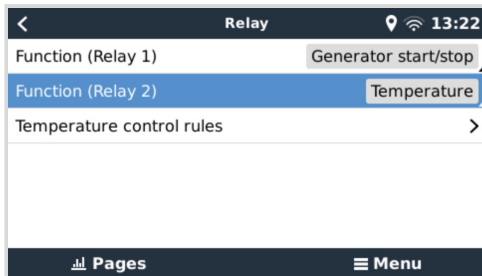 Relay 13:22
Function (Relay 1) Generator start/stop
Function (Relay 2) Temperature
Temperature control rules
Pages Menu